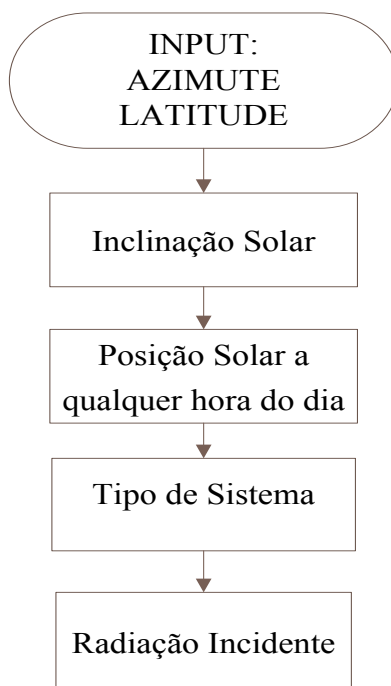 INPUT:
AZIMUTE
LATITUDE
Inclinação Solar
Posição Solar a
qualquer hora do dia
Tipo de Sistema
Radiação Incidente